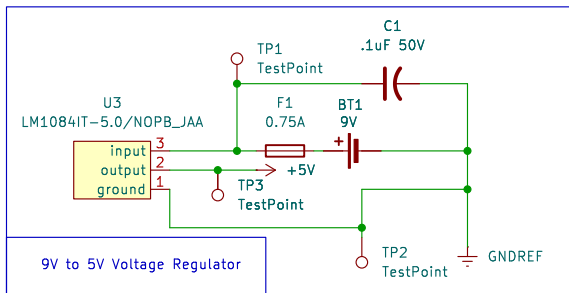 C1
.1uF 50V
TP1
TestPoint
U3
LM1084IT-5.0/NOPB_JAA
F1
0.75A
BT1
9V
+
input 3
output 2
ground 1
+5V
TP3
TestPoint
TP2
TestPoint
GNDREF
9V to 5V Voltage Regulator